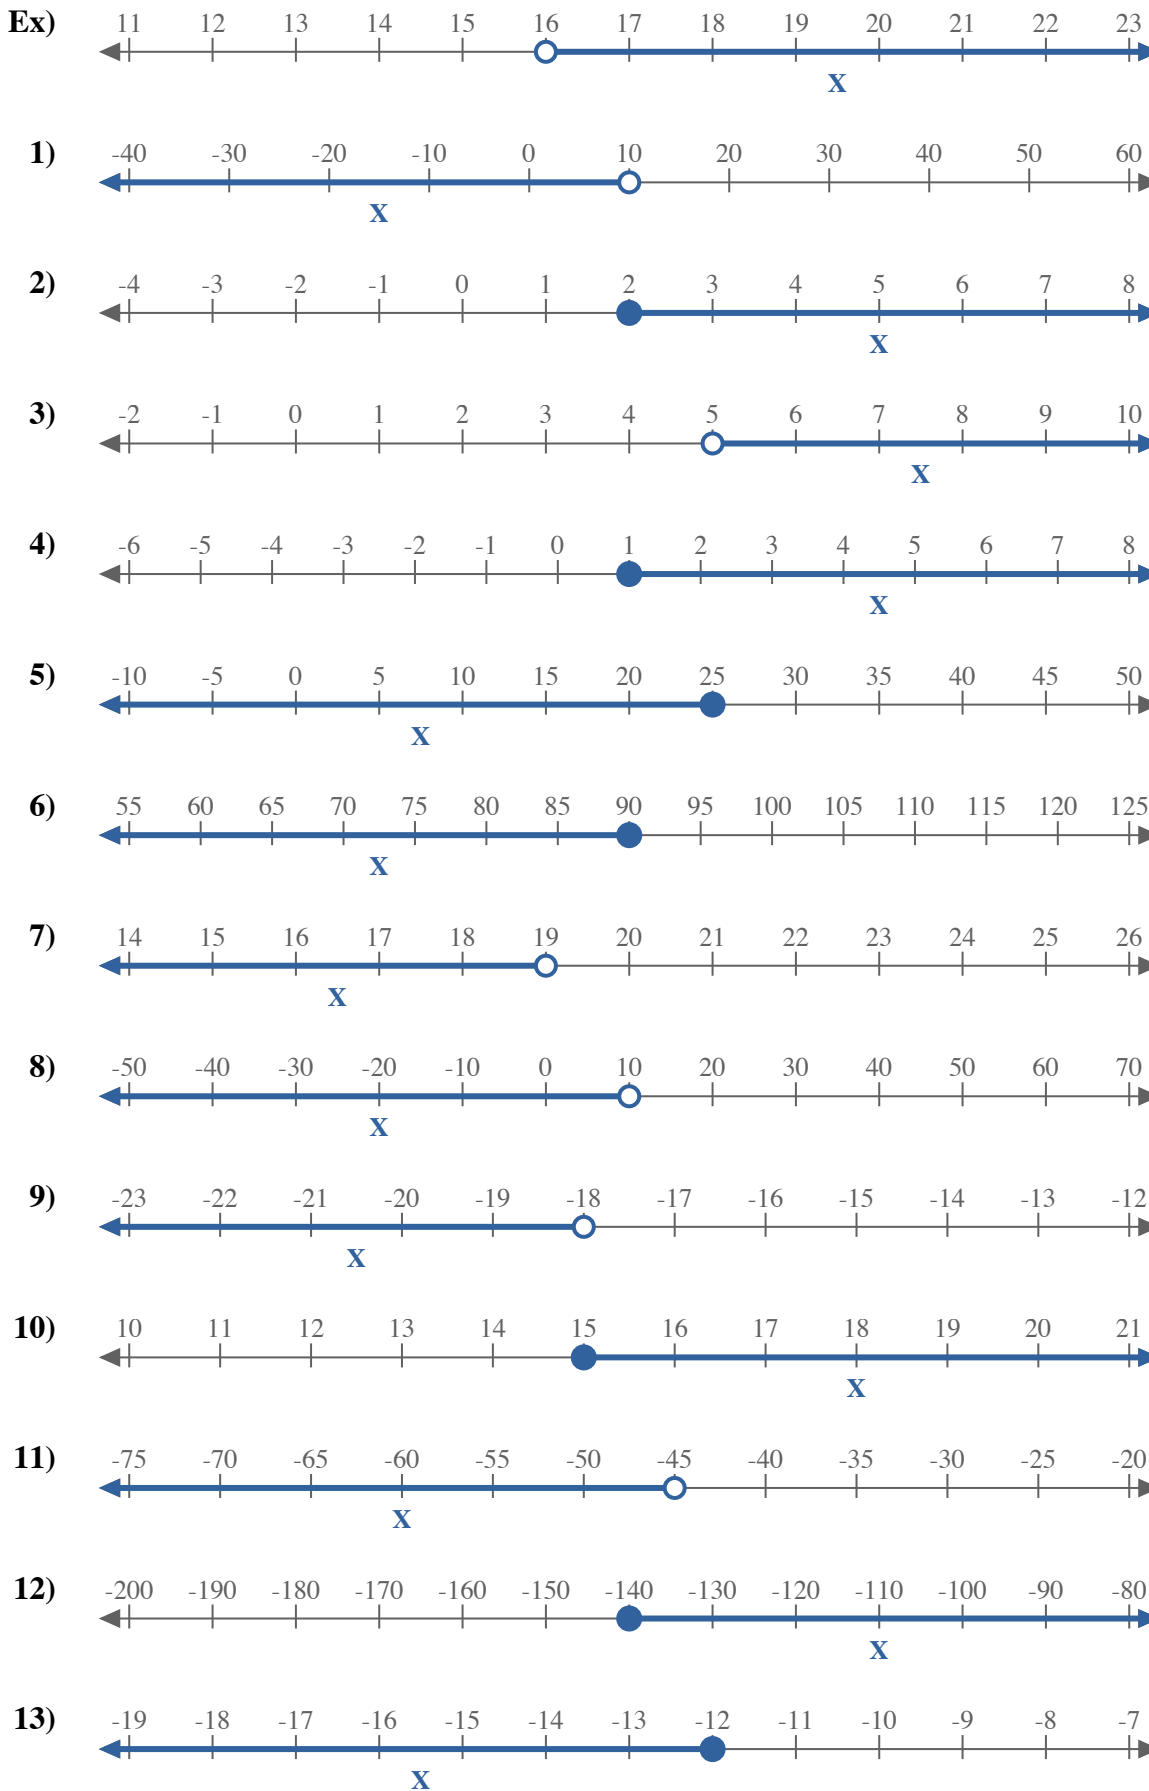 Ex) 11 12 13 14 15 16 17 18 19 20 21 22 23
X
1) -40 -30 -20 -10 0 10 20 30 40 50 60
X
2) -4 -3 -2 -1 0 1 2 3 4 5 6 7 8
X
3) -2 -1 0 1 2 3 4 5 6 7 8 9 10
X
4) -6 -5 -4 -3 -2 -1 0 1 2 3 4 5 6 7 8
X
5) -10 -5 0 5 10 15 20 25 30 35 40 45 50
X
6) 55 60 65 70 75 80 85 90 95 100 105 110 115 120 125
X
7) 14 15 16 17 18 19 20 21 22 23 24 25 26
X
8) -50 -40 -30 -20 -10 0 10 20 30 40 50 60 70
X
9) -23 -22 -21 -20 -19 -18 -17 -16 -15 -14 -13 -12
X
10) 10 11 12 13 14 15 16 17 18 19 20 21
X
11) -75 -70 -65 -60 -55 -50 -45 -40 -35 -30 -25 -20
X
12) -200 -190 -180 -170 -160 -150 -140 -130 -120 -110 -100 -90 -80
X
13) -19 -18 -17 -16 -15 -14 -13 -12 -11 -10 -9 -8 -7
X